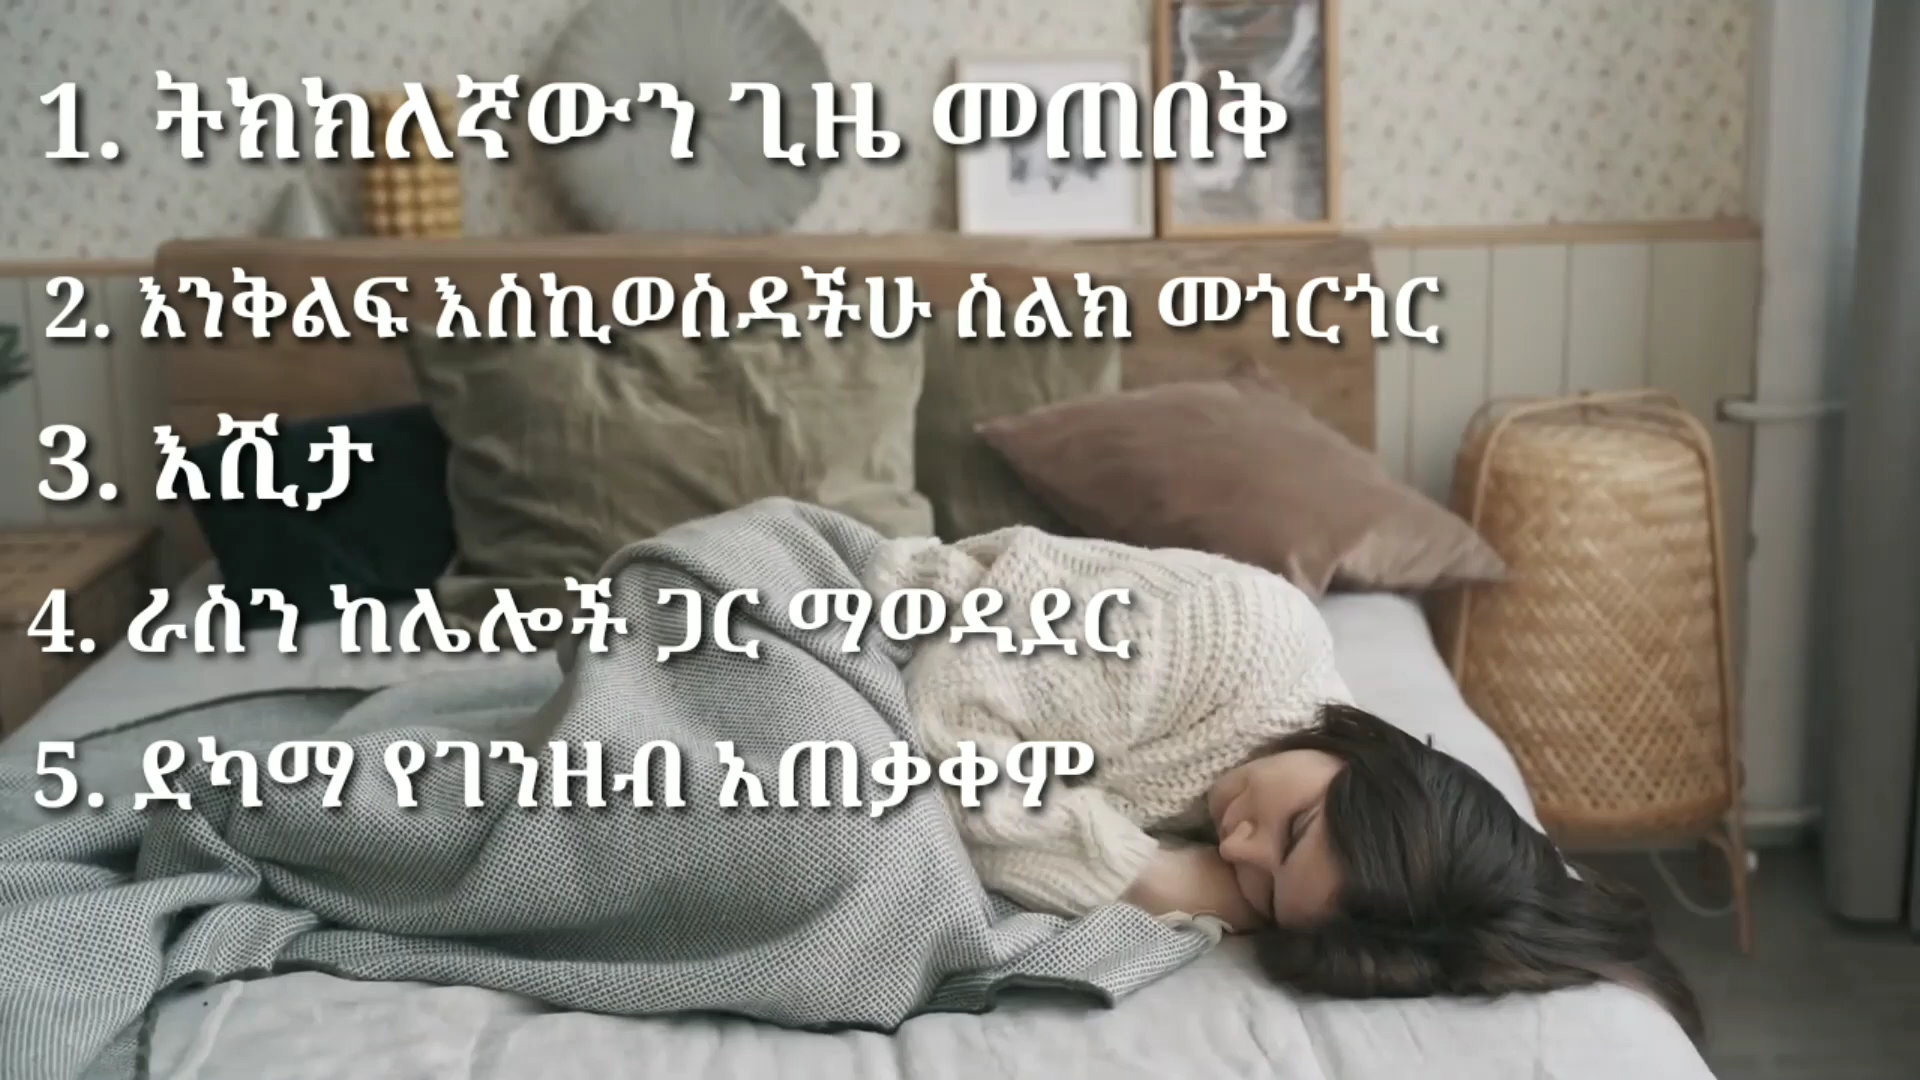 1. ትክክለኛውን ጊዜ መጠበቅ
2. እንቅልፍ እስኪወስዳችሁ ስልክ መጎርጎር
3. እሺታ
4. ራስን ከሌሎች ጋር ማወዳደር
5. ደካማ የገንዘብ አጠቃቀም